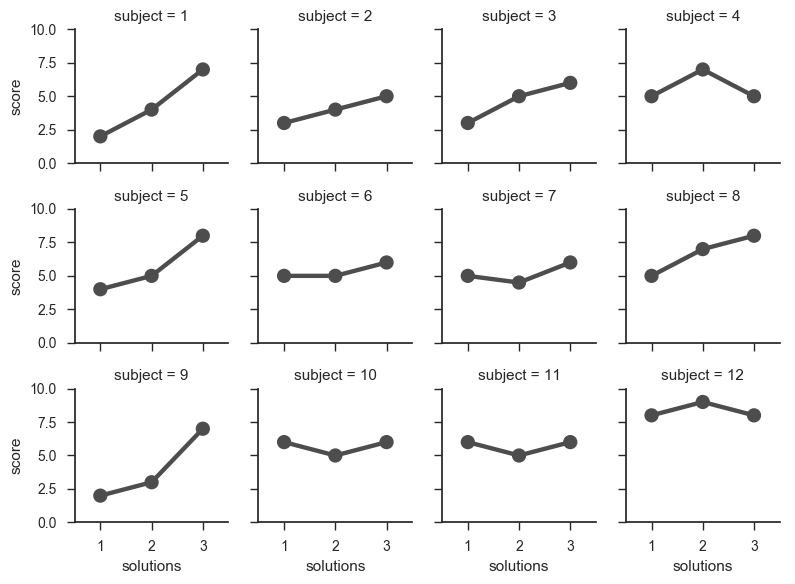 subject = 1
subject = 2
subject = 3
subject = 4
score
10.0
7.5
5.0
2.5
0.0
subject = 5
subject = 6
subject = 7
subject = 8
score
10.0
7.5
5.0
2.5
0.0
subject = 9
subject = 10
subject = 11
subject = 12
score
10.0
7.5
5.0
2.5
0.0
1 2 3
1 2 3
1 2 3
1 2 3
solutions
solutions
solutions
solutions